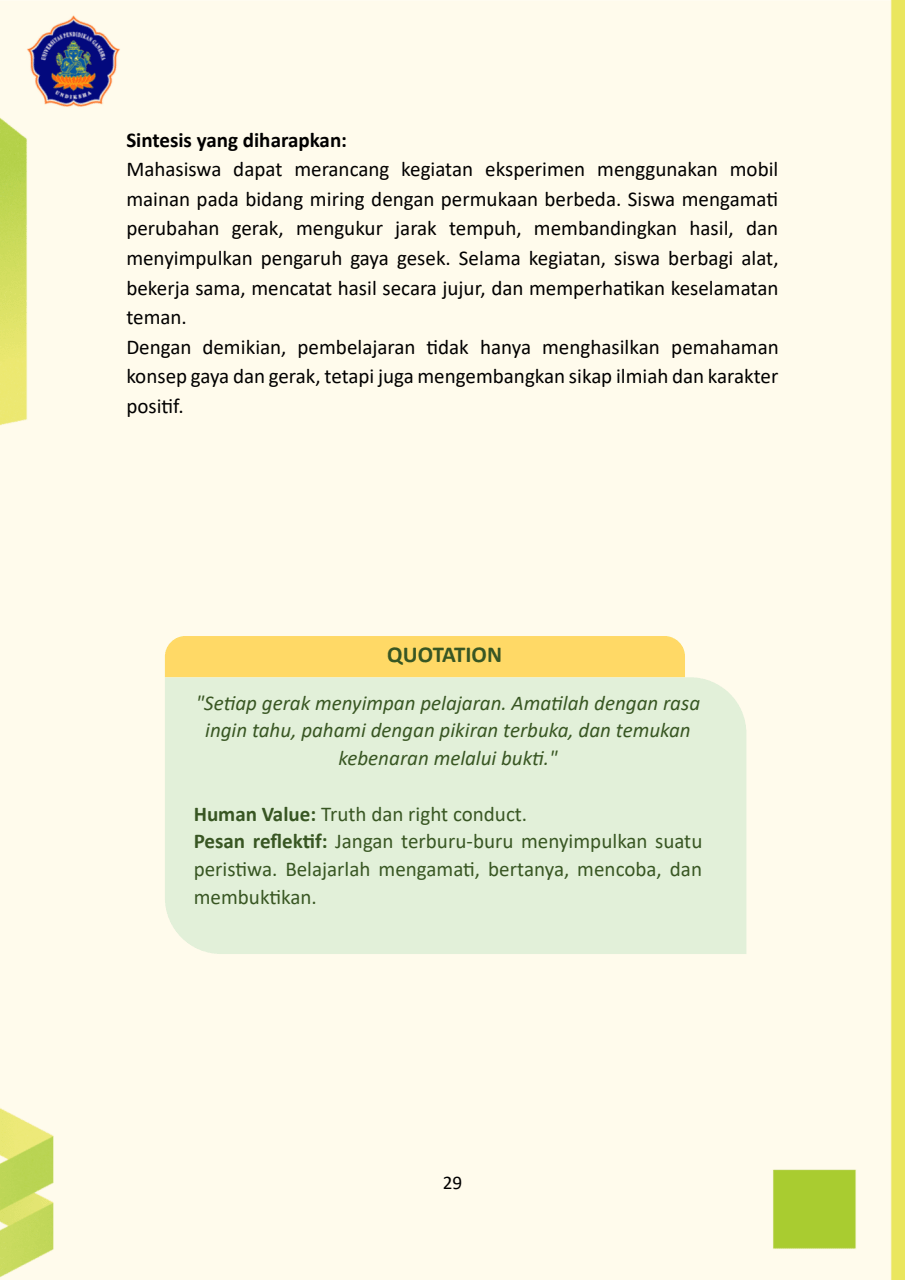 UNIVERSITAS PENDIDIKAN GANESHA
UNDIKSHA
Sintesis yang diharapkan:
Mahasiswa dapat merancang kegiatan eksperimen menggunakan mobil
mainan pada bidang miring dengan permukaan berbeda. Siswa mengamati
perubahan gerak, mengukur jarak tempuh, membandingkan hasil, dan
menyimpulkan pengaruh gaya gesek. Selama kegiatan, siswa berbagi alat,
bekerja sama, mencatat hasil secara jujur, dan memperhatikan keselamatan
teman.
Dengan demikian, pembelajaran tidak hanya menghasilkan pemahaman
konsep gaya dan gerak, tetapi juga mengembangkan sikap ilmiah dan karakter
positif.
QUOTATION
"Setiap gerak menyimpan pelajaran. Amatilah dengan rasa
ingin tahu, pahami dengan pikiran terbuka, dan temukan
kebenaran melalui bukti."
Human Value: Truth dan right conduct.
Pesan reflektif: Jangan terburu-buru menyimpulkan suatu
peristiwa. Belajarlah mengamati, bertanya, mencoba, dan
membuktikan.
29